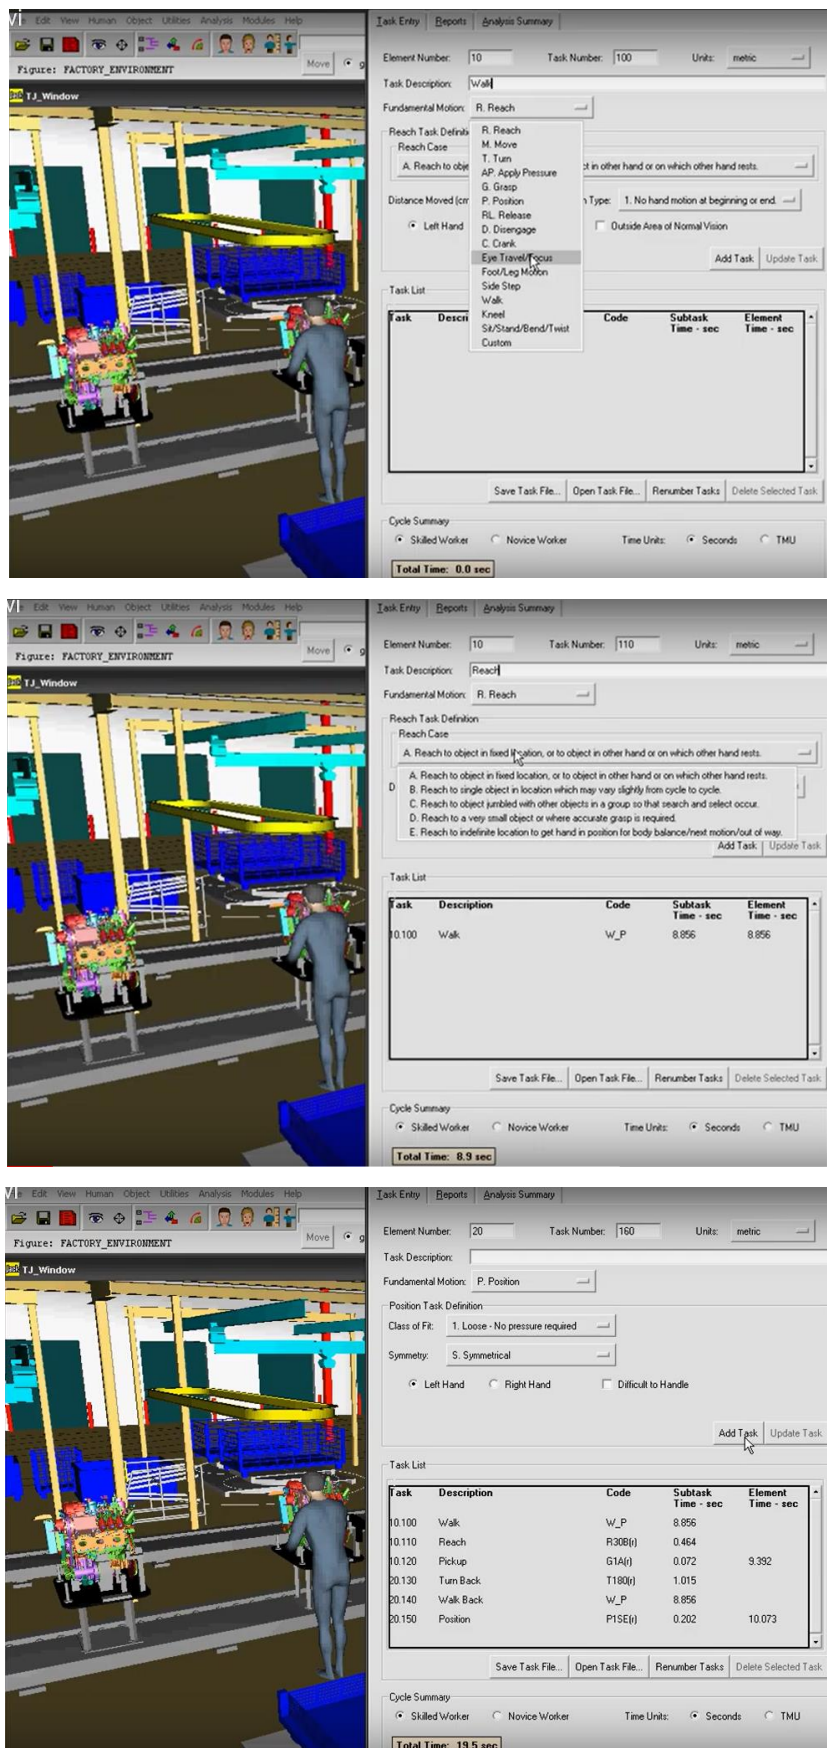 vi File Edit View Human Object Utilities Analysis Modules Help
Figure: FACTORY_ENVIRONMENT
Move
TJ_Window
Task Entry Reports Analysis Summary
Element Number: 10 Task Number: 100 Units: metric
Task Description: Walk
Fundamental Motion: R. Reach
R. Reach
M. Move
T. Turn
AP. Apply Pressure
G. Grasp
P. Position
RL. Release
D. Disengage
C. Crank
Eye Travel/Focus
Foot/Leg Motion
Side Step
Walk
Kneel
Sit/Stand/Bend/Twist
Custom
Reach Task Definiti
Reach Case
A. Reach to obje ct in other hand or on which other hand rests.
Distance Moved (cm n Type: 1. No hand motion at beginning or end.
Left Hand Outside Area of Normal Vision
Add Task Update Task
Task List
Task Descri Code Subtask Time - sec Element Time - sec
Save Task File... Open Task File... Renumber Tasks Delete Selected Task
Cycle Summary
Skilled Worker Novice Worker Time Units: Seconds TMU
Total Time: 0.0 sec
Edit View Human Object Utilities Analysis Modules Help
Figure: FACTORY_ENVIRONMENT
Move
TJ_Window
Task Entry Reports Analysis Summary
Element Number: 10 Task Number: 110 Units: metric
Task Description: Reach
Fundamental Motion: R. Reach
Reach Task Definition
Reach Case
A. Reach to object in fixed location, or to object in other hand or on which other hand rests.
A. Reach to object in fixed location, or to object in other hand or on which other hand rests.
B. Reach to single object in location which may vary slightly from cycle to cycle.
C. Reach to object jumbled with other objects in a group so that search and select occur.
D. Reach to a very small object or where accurate grasp is required.
E. Reach to indefinite location to get hand in position for body balance/next motion/out of way.
Add Task Update Task
Task List
Task Description Code Subtask Time - sec Element Time - sec
10.100 Walk W_P 8.856 8.856
Save Task File... Open Task File... Renumber Tasks Delete Selected Task
Cycle Summary
Skilled Worker Novice Worker Time Units: Seconds TMU
Total Time: 8.9 sec
Edit View Human Object Utilities Analysis Modules Help
Figure: FACTORY_ENVIRONMENT
Move
TJ_Window
Task Entry Reports Analysis Summary
Element Number: 20 Task Number: 160 Units: metric
Task Description:
Fundamental Motion: P. Position
Position Task Definition
Class of Fit: 1. Loose - No pressure required
Symmetry: S. Symmetrical
Left Hand Right Hand Difficult to Handle
Add Task Update Task
Task List
Task Description Code Subtask Time - sec Element Time - sec
10.100 Walk W_P 8.856
10.110 Reach R30B(r) 0.464
10.120 Pickup G1A(r) 0.072 9.392
20.130 Turn Back T180(r) 1.015
20.140 Walk Back W_P 8.856
20.150 Position P1SE(r) 0.202 10.073
Save Task File... Open Task File... Renumber Tasks Delete Selected Task
Cycle Summary
Skilled Worker Novice Worker Time Units: Seconds TMU
Total Time: 19.5 sec